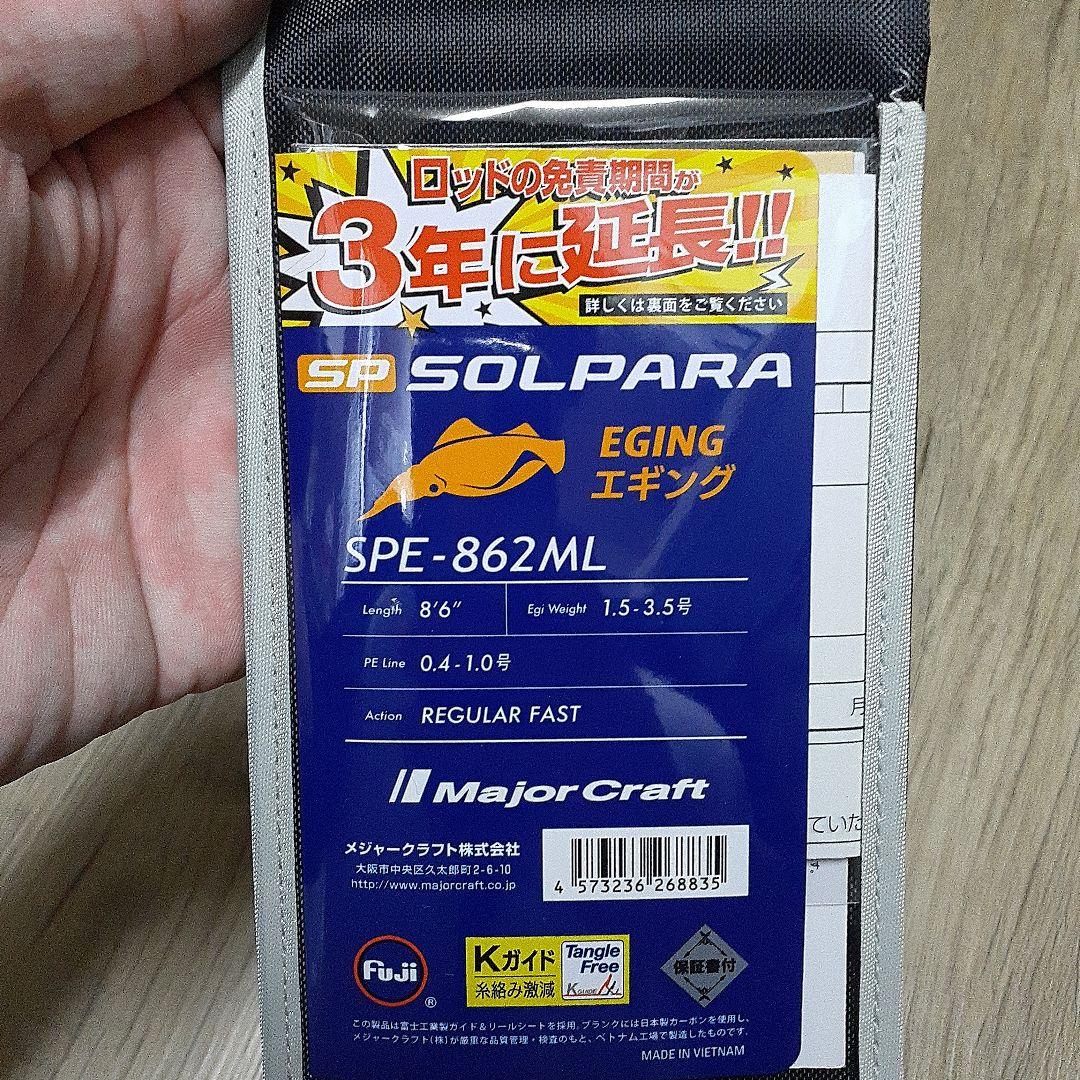 ロッドの免責期間が
3年に延長!!
詳しくは裏面をご覧ください
SP SOLPARA
EGING
エギング
SPE-862ML
Length 8'6" Egi Weight 1.5-3.5号
PE Line 0.4-1.0号
Action REGULAR FAST
Major Craft
メジャークラフト株式会社
大阪市中央区久太郎町2-6-10
http://www.majorcraft.co.jp
4 573236 268835
Fuji ®
Kガイド
糸絡み激減
Tangle
Free
K GUIDE
保証書付
この製品は富士工業製ガイド&リールシートを採用。ブランクには日本製カーボンを使用し、
メジャークラフト(株)が厳重な品質管理・検査のもと、ベトナム工場で製造したものです。
MADE IN VIETNAM
月
ていた